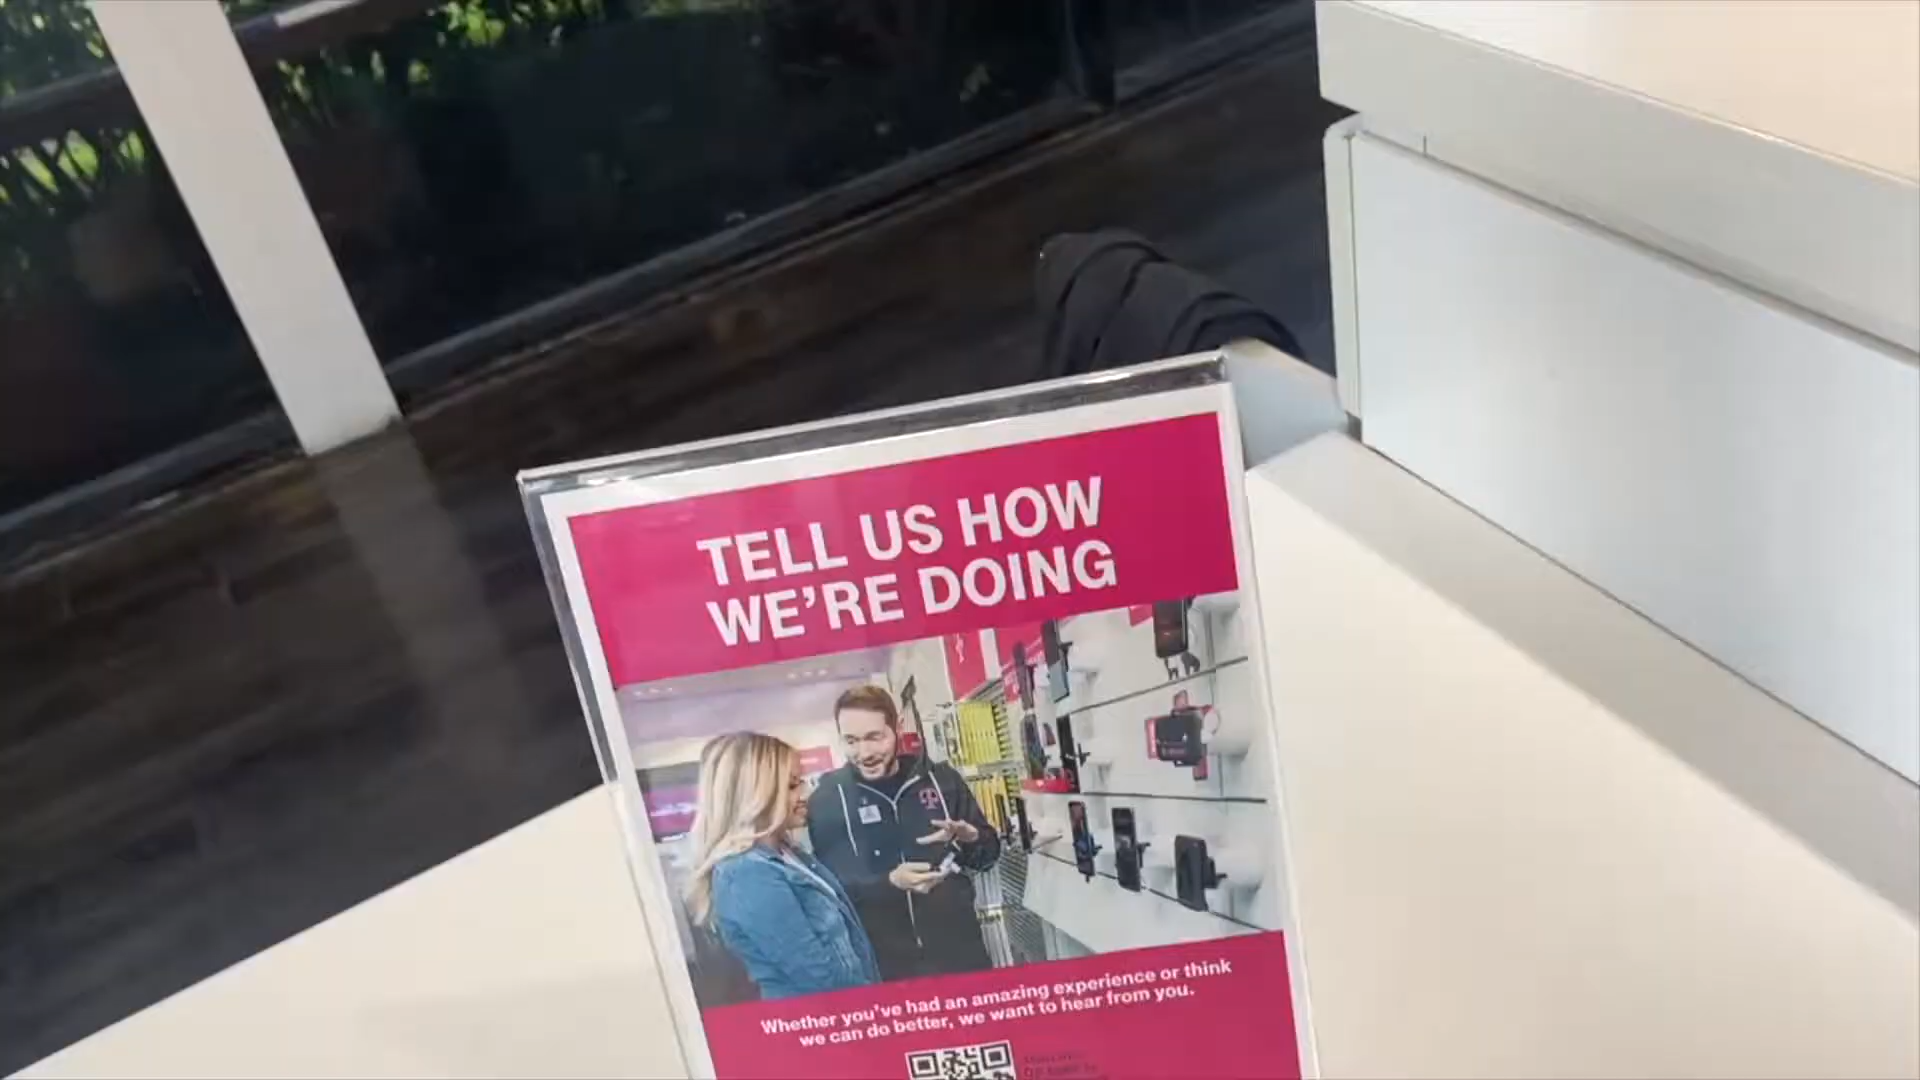 TELL US HOW
WE'RE DOING
Whether you've had an amazing experience or think
we can do better, we want to hear from you.